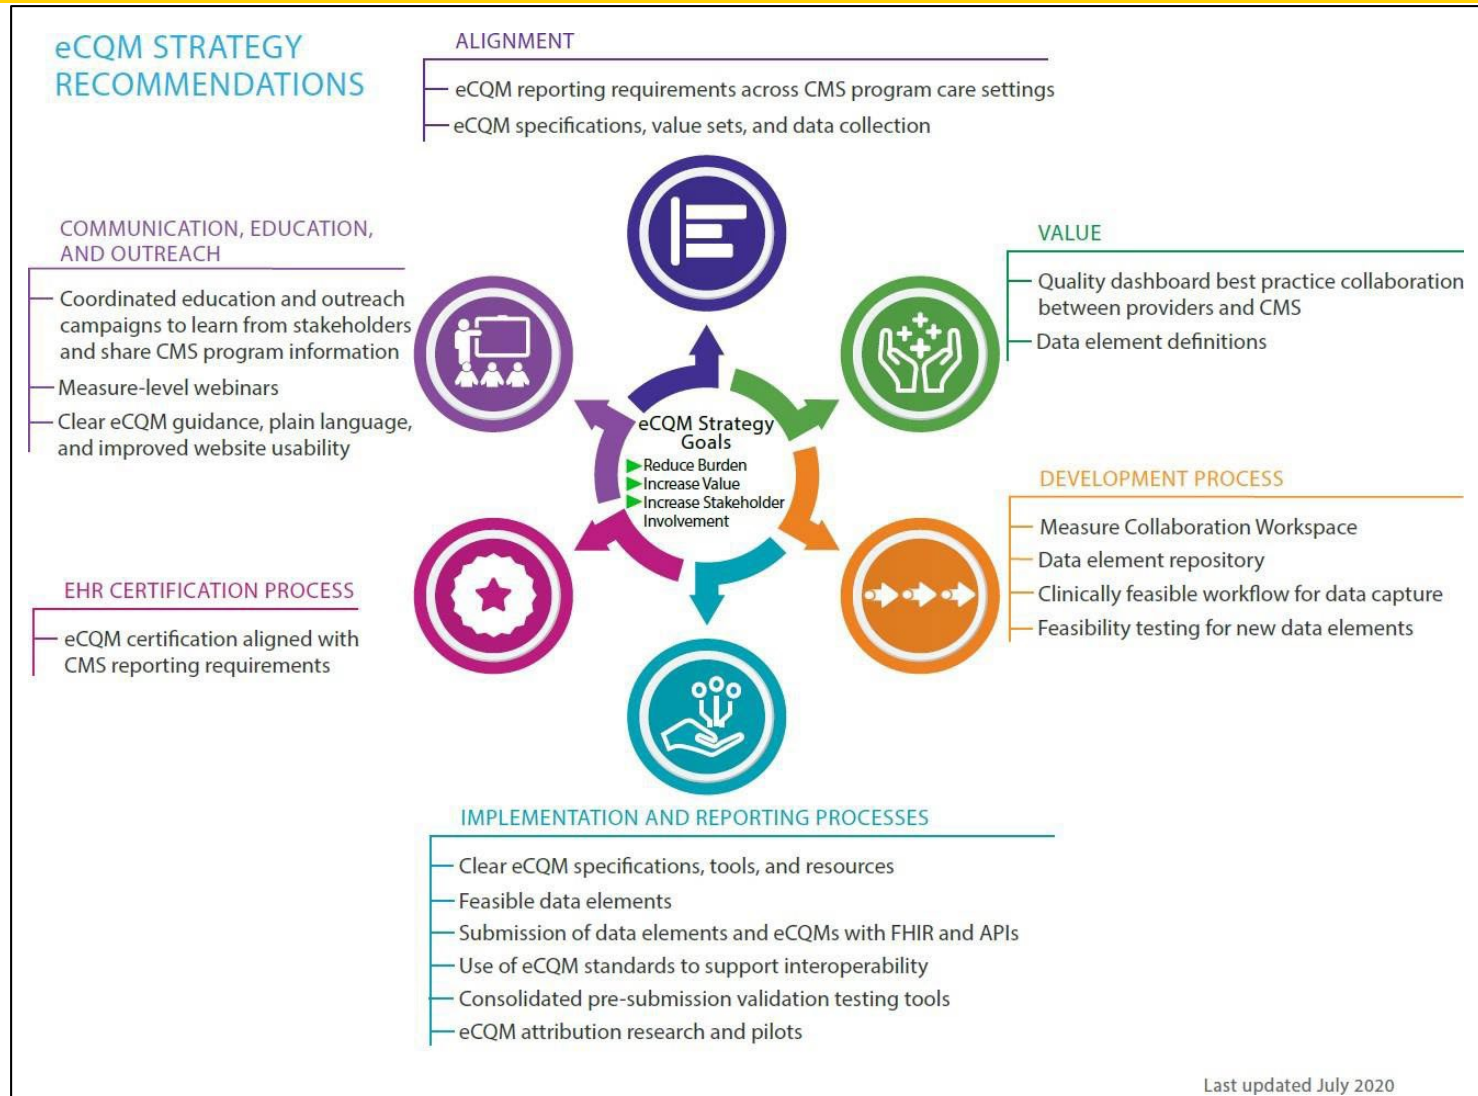 eCQM STRATEGY
RECOMMENDATIONS
ALIGNMENT
eCQM reporting requirements across CMS program care settings
eCQM specifications, value sets, and data collection
COMMUNICATION, EDUCATION,
AND OUTREACH
Coordinated education and outreach
campaigns to learn from stakeholders
and share CMS program information
Measure-level webinars
Clear eCQM guidance, plain language,
and improved website usability
VALUE
Quality dashboard best practice collaboration
between providers and CMS
Data element definitions
eCQM Strategy
Goals
Reduce Burden
Increase Value
Increase Stakeholder
Involvement
DEVELOPMENT PROCESS
Measure Collaboration Workspace
Data element repository
Clinically feasible workflow for data capture
Feasibility testing for new data elements
EHR CERTIFICATION PROCESS
eCQM certification aligned with
CMS reporting requirements
IMPLEMENTATION AND REPORTING PROCESSES
Clear eCQM specifications, tools, and resources
Feasible data elements
Submission of data elements and eCQMs with FHIR and APIs
Use of eCQM standards to support interoperability
Consolidated pre-submission validation testing tools
eCQM attribution research and pilots
Last updated July 2020